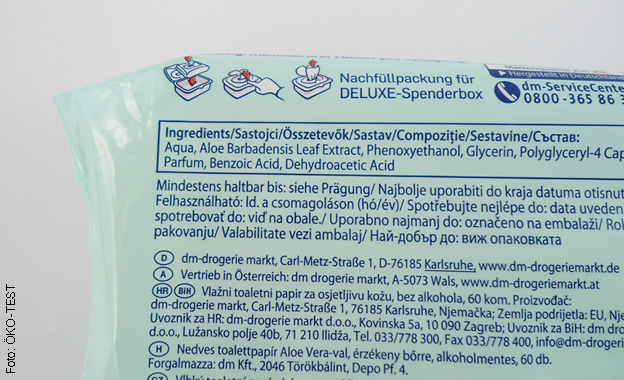 Hergestellt in Deutschland
Nachfüllpackung für
DELUXE-Spenderbox
dm-ServiceCenter
0800-365 86 3
Ingredients/Sastojci/Összetevők/Sastav/Compoziţie/Sestavine/Състав:
Aqua, Aloe Barbadensis Leaf Extract, Phenoxyethanol, Glycerin, Polyglyceryl-4 Cap
Parfum, Benzoic Acid, Dehydroacetic Acid
Mindestens haltbar bis: siehe Prägung/ Najbolje uporabiti do kraja datuma otisnut
Felhasználható: ld. a csomagoláson (hó/év)/ Spotřebujte nejlépe do: data uveden
spotrebovať do: viď na obale./ Uporabno najmanj do: označeno na embalaži/ Rok
pakovanju/ Valabilitate vezi ambalaj/ Най-добър до: виж опаковката
D dm-drogerie markt, Carl-Metz-Straße 1, D-76185 Karlsruhe, www.dm-drogeriemarkt.de
A Vertrieb in Österreich: dm drogerie markt, A-5073 Wals, www.dm-drogeriemarkt.at
HR BiH Vlažni toaletni papir za osjetljivu kožu, bez alkohola, 60 kom. Proizvođač:
dm-drogerie markt, Carl-Metz-Straße 1, 76185 Karlsruhe, Njemačka; Zemlja podrijetla: EU, Nje
Uvoznik za HR: dm-drogerie markt d.o.o., Kovinska 5a, 10 090 Zagreb; Uvoznik za BiH: dm dro
d.o.o., Lužansko polje 40b, 71 210 Ilidža, Tel. 033/778 300, Fax 033/778 400, info@dm-drogeri
H Nedves toalettpapír Aloe Vera-val, érzékeny bőrre, alkoholmentes, 60 db.
Forgalmazza: dm Kft., 2046 Törökbálint, Depo Pf. 4.
CZ Vlhký toaletní
Foto: ÖKO-TEST